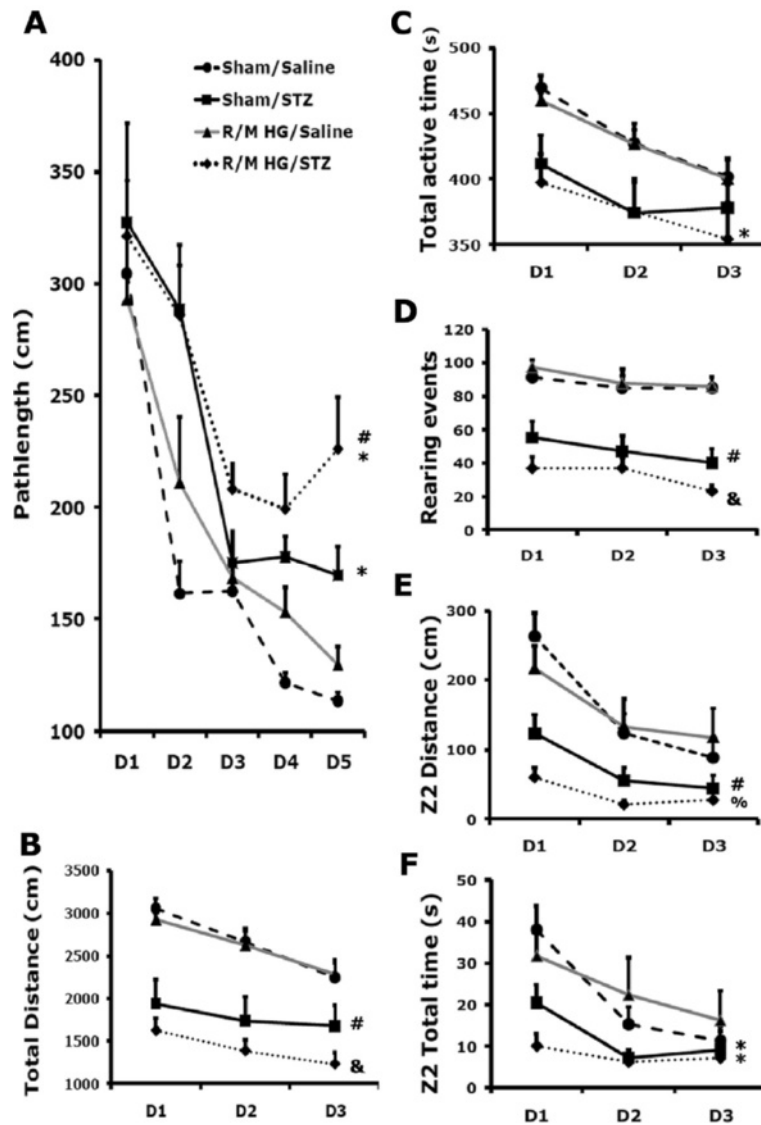 A
Pathlength (cm)
400
350
300
250
200
150
100
D1 D2 D3 D4 D5
Sham/Saline
Sham/STZ
R/M HG/Saline
R/M HG/STZ
#
*
*
B
Total Distance (cm)
3500
3000
2500
2000
1500
1000
D1 D2 D3
#
&
C
Total active time (s)
500
450
400
350
D1 D2 D3
*
D
Rearing events
120
100
80
60
40
20
0
D1 D2 D3
#
&
E
Z2 Distance (cm)
300
200
100
0
D1 D2 D3
#
%
F
Z2 Total time (s)
50
40
30
20
10
0
D1 D2 D3
*
*